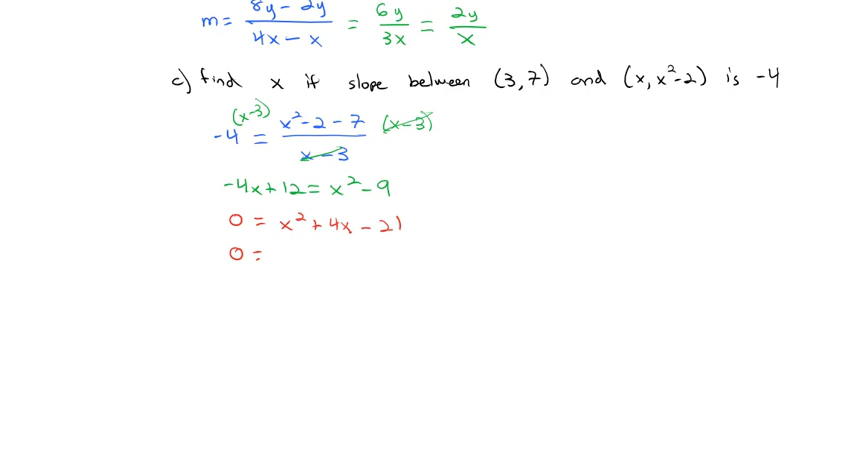 m = 8y - 2y / 4x - x = 6y / 3x = 2y / x
c) find x if slope between (3, 7) and (x, x² - 2) is -4
(x - 3) -4 = x² - 2 - 7 / x - 3 (x - 3)
-4x + 12 = x² - 9
0 = x² + 4x - 21
0 =